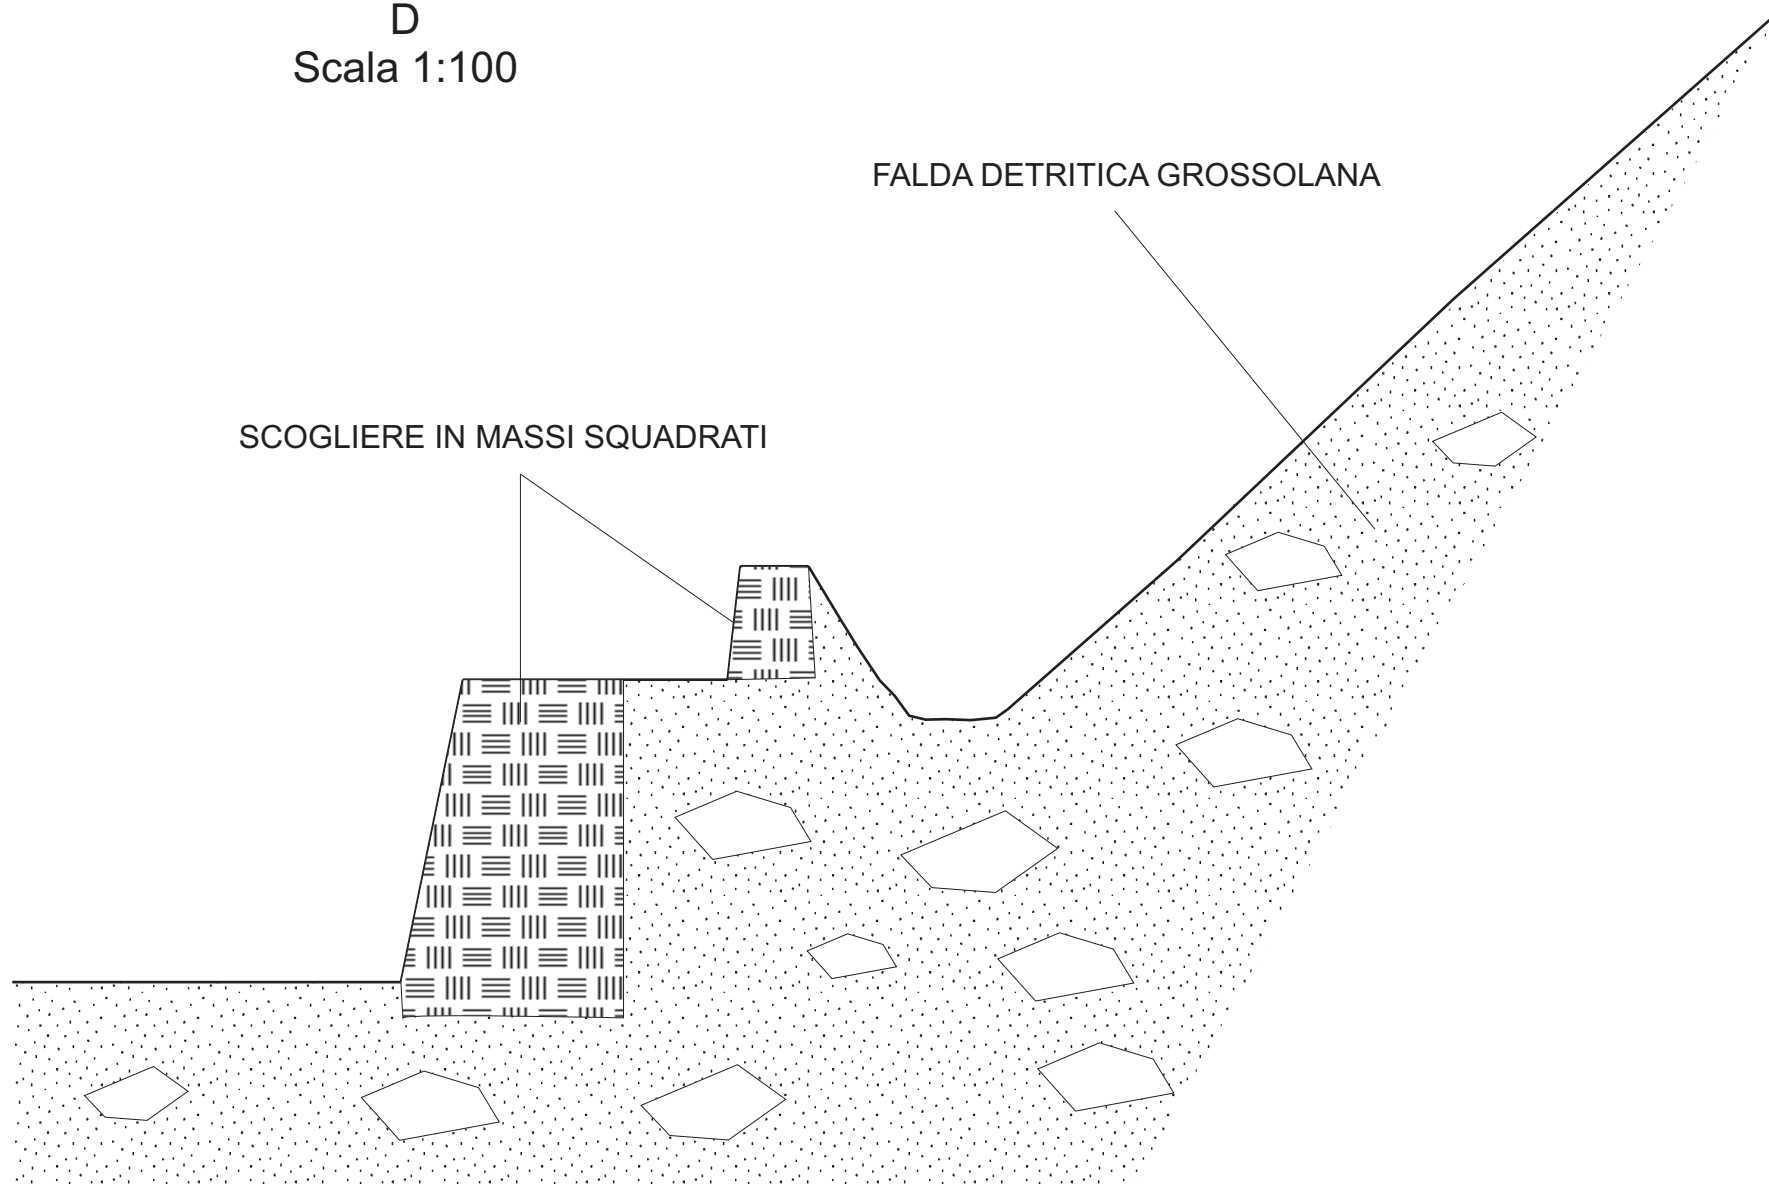 D
Scala 1:100
FALDA DETRITICA GROSSOLANA
SCOGLIERE IN MASSI SQUADRATI